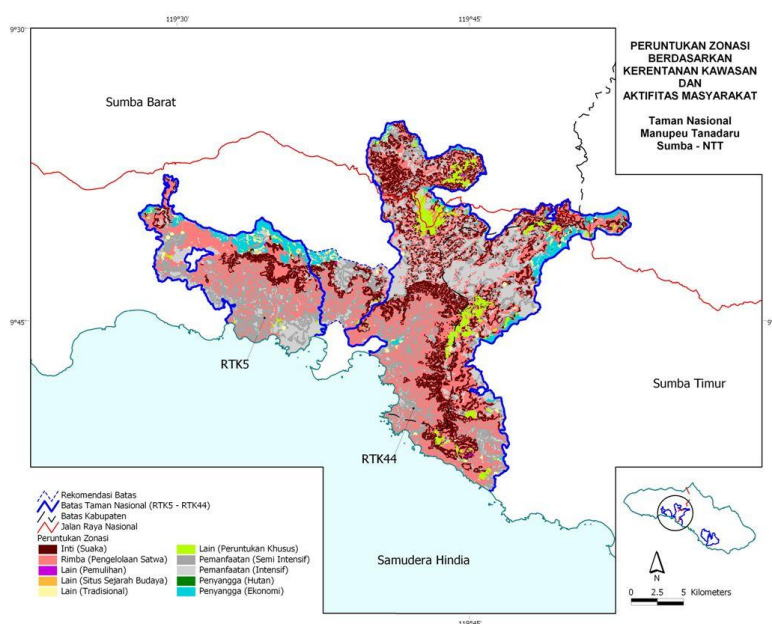 119°30'
119°45'
9°30'
PERUNTUKAN ZONASI
BERDASARKAN
KERENTANAN KAWASAN
DAN
AKTIFITAS MASYARAKAT
Taman Nasional
Manupeu Tanadaru
Sumba - NTT
Sumba Barat
9°45'
RTK5
Sumba Timur
RTK44
Samudera Hindia
Rekomendasi Batas
Batas Taman Nasional (RTK5 - RTK44)
Batas Kabupaten
Jalan Raya Nasional
Peruntukan Zonasi
Inti (Suaka)
Rimba (Pengelolaan Satwa)
Lain (Pemulihan)
Lain (Situs Sejarah Budaya)
Lain (Tradisional)
Lain (Peruntukan Khusus)
Pemanfaatan (Semi Intensif)
Pemanfaatan (Intensif)
Penyangga (Hutan)
Penyangga (Ekonomi)
N
0 2.5 5 Kilometers
119°45'